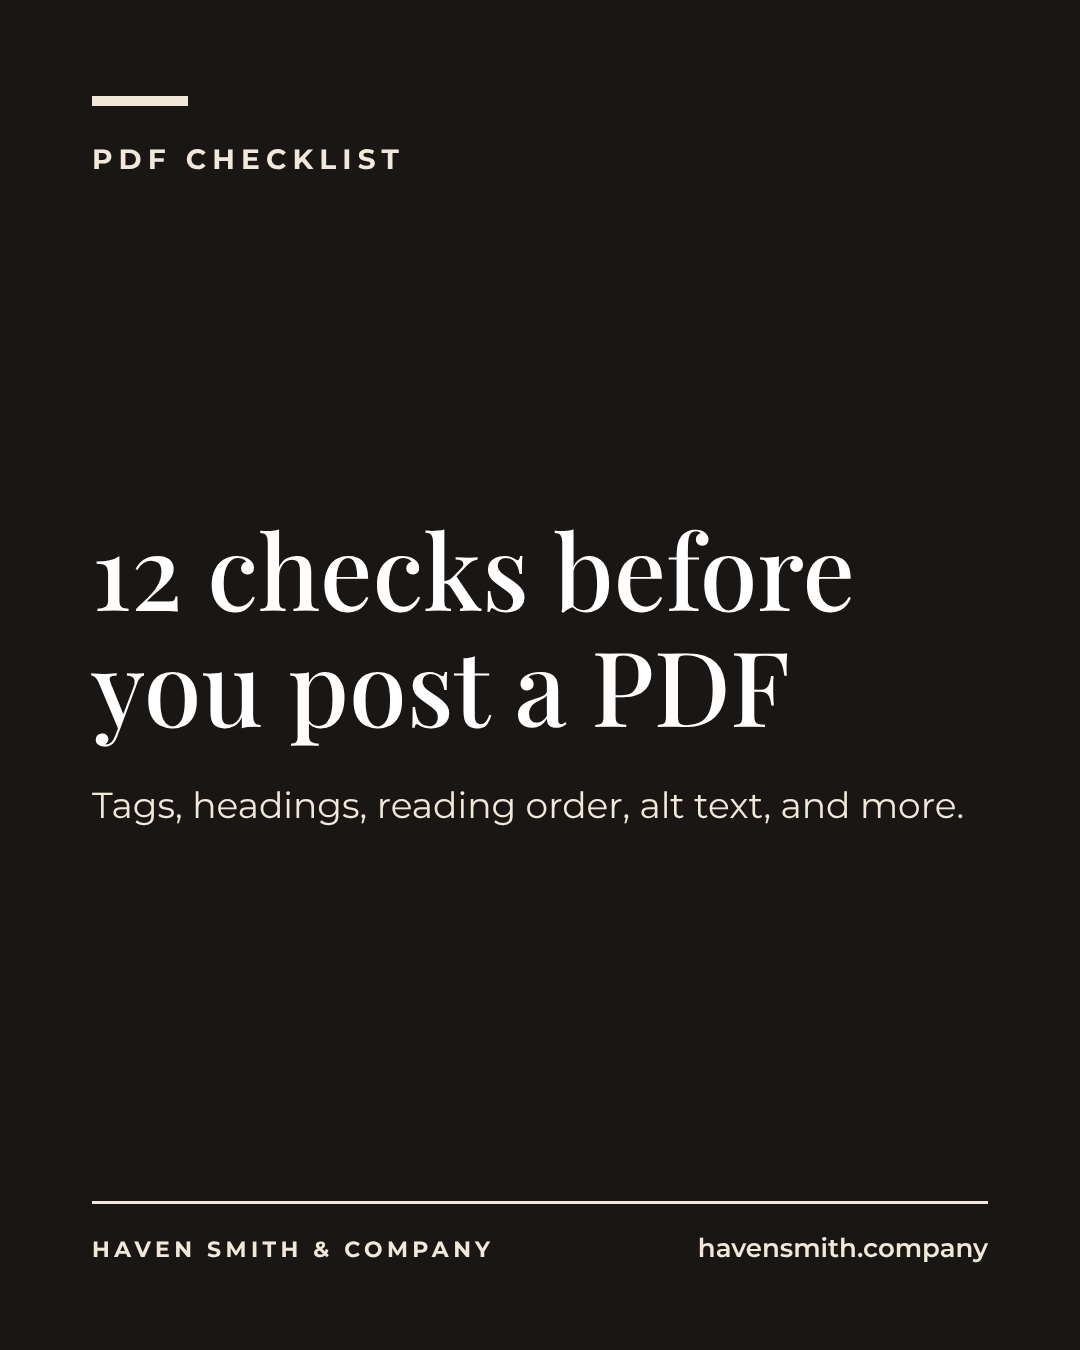 PDF CHECKLIST
12 checks before
you post a PDF
Tags, headings, reading order, alt text, and more.
HAVEN SMITH & COMPANY
havensmith.company